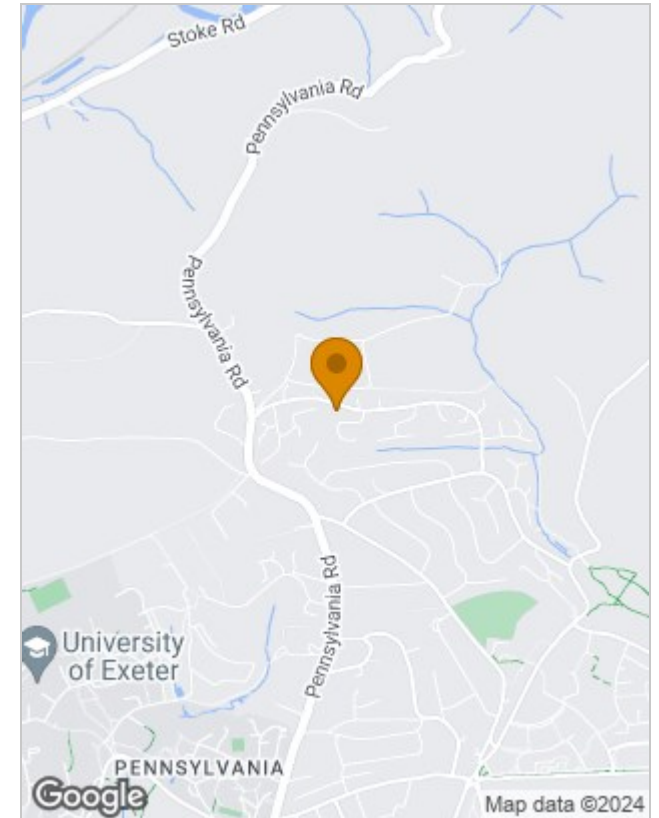 Stoke Rd
Pennsylvania Rd
Pennsylvania Rd
Pennsylvania Rd
University
of Exeter
PENNSYLVANIA
Google
Map data ©2024